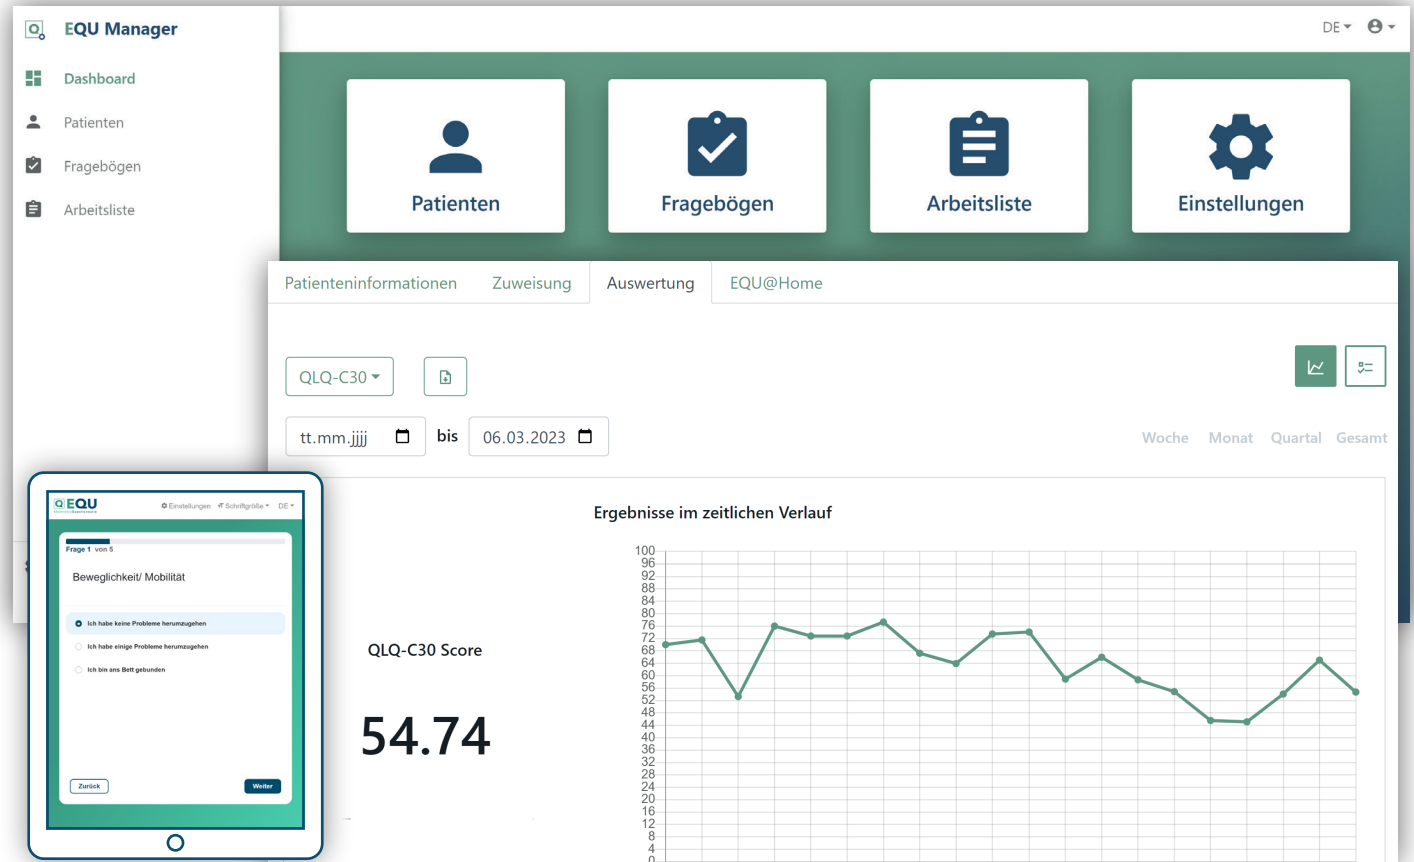 EQU Manager
DE
Dashboard
Patienten
Fragebögen
Arbeitsliste
Patienten
Fragebögen
Arbeitsliste
Einstellungen
Patienteninformationen
Zuweisung
Auswertung
EQU@Home
QLQ-C30
tt.mm.jjjj
bis
06.03.2023
Woche
Monat
Quartal
Gesamt
Ergebnisse im zeitlichen Verlauf
QLQ-C30 Score
54.74
100
96
92
88
84
80
76
72
68
64
60
56
52
48
44
40
36
32
28
24
20
16
12
8
4
0
EQU
Einstellungen
Schriftgröße
DE
Frage 1 von 5
Beweglichkeit/ Mobilität
Ich habe keine Probleme herumzugehen
Ich habe einige Probleme herumzugehen
Ich bin ans Bett gebunden
Zurück
Weiter